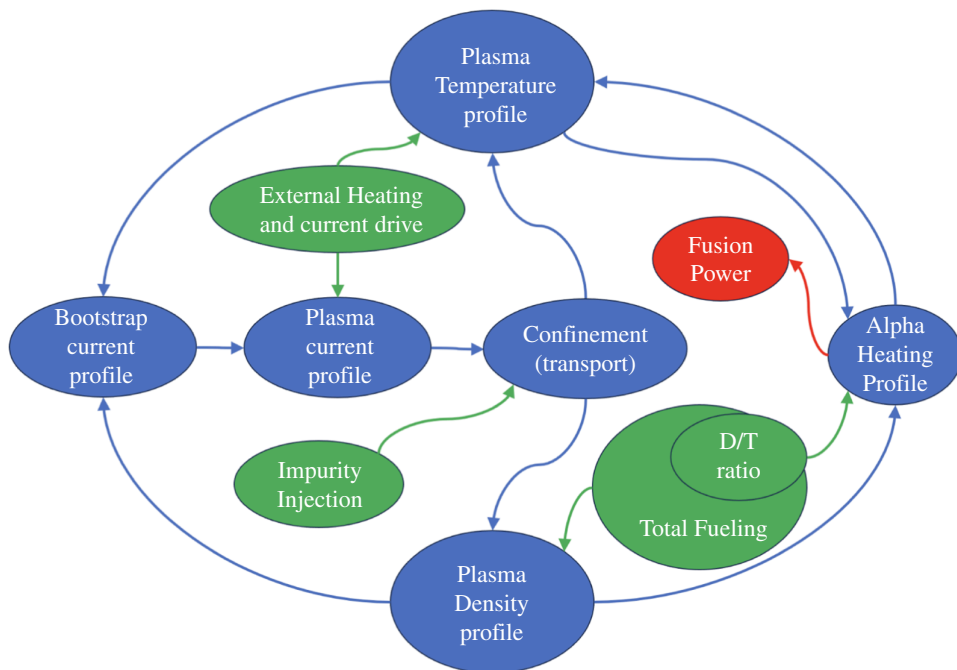 Plasma
Temperature
profile
External Heating
and current drive
Fusion
Power
Bootstrap
current
profile
Plasma
current
profile
Confinement
(transport)
Alpha
Heating
Profile
Impurity
Injection
D/T
ratio
Total Fueling
Plasma
Density
profile